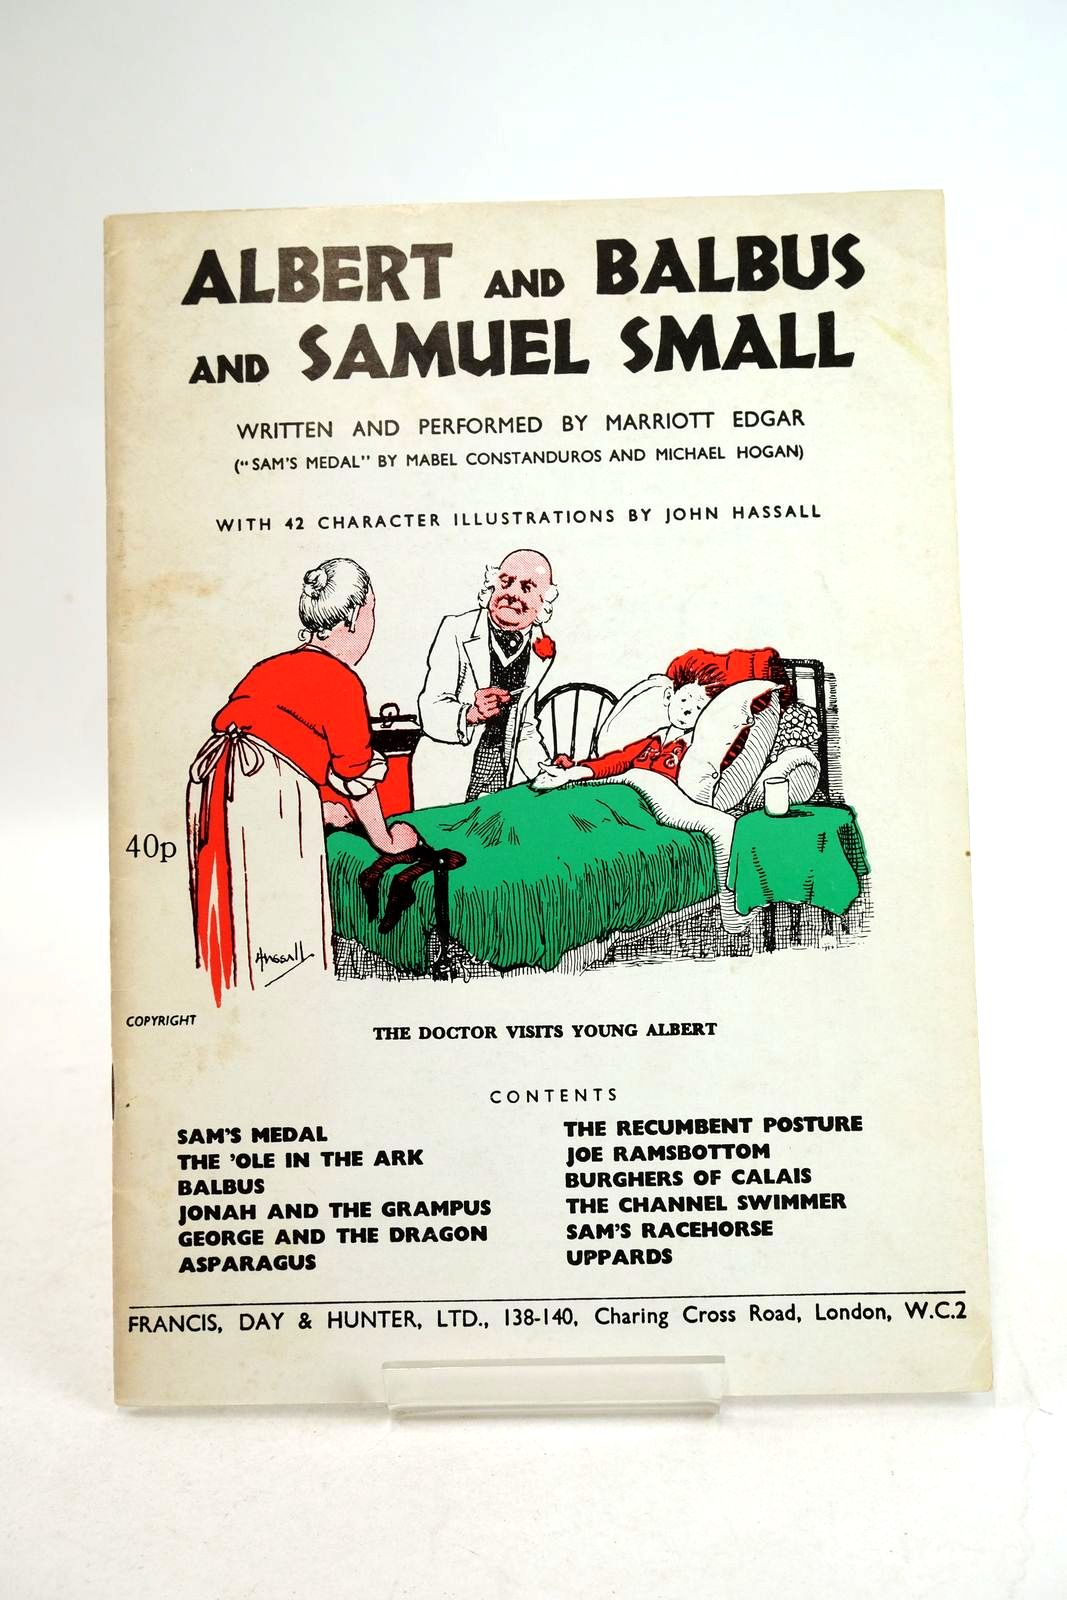 ALBERT AND BALBUS
AND SAMUEL SMALL
WRITTEN AND PERFORMED BY MARRIOTT EDGAR
("SAM'S MEDAL" BY MABEL CONSTANDUROS AND MICHAEL HOGAN)
WITH 42 CHARACTER ILLUSTRATIONS BY JOHN HASSALL
40p
Hassall
COPYRIGHT
THE DOCTOR VISITS YOUNG ALBERT
CONTENTS
SAM'S MEDAL
THE 'OLE IN THE ARK
BALBUS
JONAH AND THE GRAMPUS
GEORGE AND THE DRAGON
ASPARAGUS
THE RECUMBENT POSTURE
JOE RAMSBOTTOM
BURGHERS OF CALAIS
THE CHANNEL SWIMMER
SAM'S RACEHORSE
UPPARDS
FRANCIS, DAY & HUNTER, LTD., 138-140, Charing Cross Road, London, W.C.2